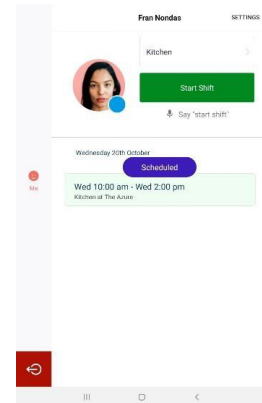 Fran Nondas
SETTINGS
Kitchen
Start Shift
Say "start shift"
Wednesday 20th October
Scheduled
Wed 10:00 am - Wed 2:00 pm
Kitchen at The Azure
Me